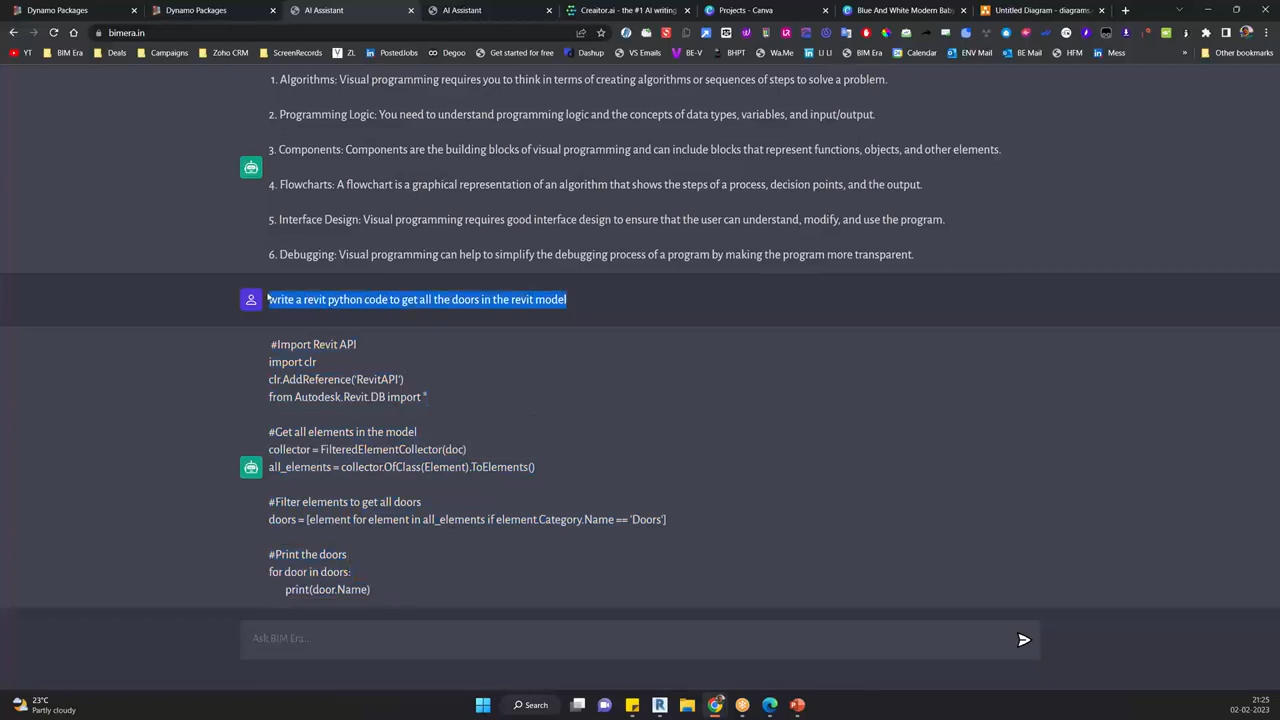 Dynamo Packages
Dynamo Packages
AI Assistant
AI Assistant
Creaitor.ai - the #1 AI writing
Projects - Canva
Blue And White Modern Baby
Untitled Diagram - diagrams.
bimera.in
YT
BIM Era
Deals
Campaigns
Zoho CRM
ScreenRecords
ZL
PostedJobs
Degoo
Get started for free
Dashup
VS Emails
BE-V
BHPT
Wa.Me
LI LI
BIM Era
Calendar
ENV Mail
BE Mail
HFM
Mess
»
Other bookmarks
1. Algorithms: Visual programming requires you to think in terms of creating algorithms or sequences of steps to solve a problem.
2. Programming Logic: You need to understand programming logic and the concepts of data types, variables, and input/output.
3. Components: Components are the building blocks of visual programming and can include blocks that represent functions, objects, and other elements.
4. Flowcharts: A flowchart is a graphical representation of an algorithm that shows the steps of a process, decision points, and the output.
5. Interface Design: Visual programming requires good interface design to ensure that the user can understand, modify, and use the program.
6. Debugging: Visual programming can help to simplify the debugging process of a program by making the program more transparent.
write a revit python code to get all the doors in the revit model
#Import Revit API
import clr
clr.AddReference('RevitAPI')
from Autodesk.Revit.DB import *
#Get all elements in the model
collector = FilteredElementCollector(doc)
all_elements = collector.OfClass(Element).ToElements()
#Filter elements to get all doors
doors = [element for element in all_elements if element.Category.Name == 'Doors']
#Print the doors
for door in doors:
print(door.Name)
Ask BIM Era...
23°C
Partly cloudy
Search
21:25
02-02-2023